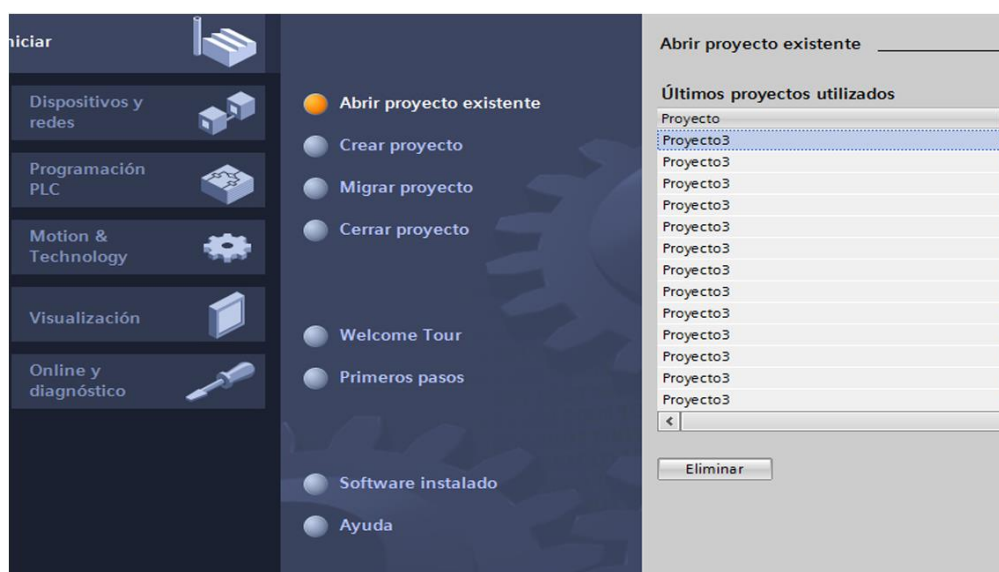 niciar
Dispositivos y
redes
Programación
PLC
Motion &
Technology
Visualización
Online y
diagnóstico
Abrir proyecto existente
Crear proyecto
Migrar proyecto
Cerrar proyecto
Welcome Tour
Primeros pasos
Software instalado
Ayuda
Abrir proyecto existente
Últimos proyectos utilizados
Proyecto
Proyecto3
Proyecto3
Proyecto3
Proyecto3
Proyecto3
Proyecto3
Proyecto3
Proyecto3
Proyecto3
Proyecto3
Proyecto3
Proyecto3
Proyecto3
Eliminar